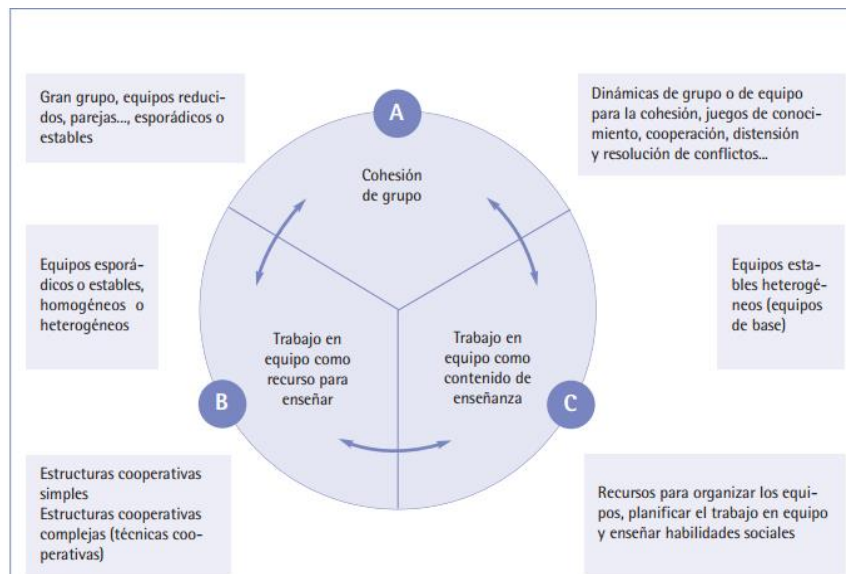 Gran grupo, equipos reduci-
dos, parejas..., esporádicos o
estables
A
Dinámicas de grupo o de equipo
para la cohesión, juegos de conoci-
miento, cooperación, distensión
y resolución de conflictos...
Cohesión
de grupo
Equipos esporá-
dicos o estables,
homogéneos o
heterogéneos
Equipos esta-
bles heterogé-
neos (equipos
de base)
Trabajo en
equipo como
recurso para
enseñar
Trabajo en
equipo como
contenido de
enseñanza
B
C
Estructuras cooperativas
simples
Estructuras cooperativas
complejas (técnicas coo-
perativas)
Recursos para organizar los equi-
pos, planificar el trabajo en equipo
y enseñar habilidades sociales